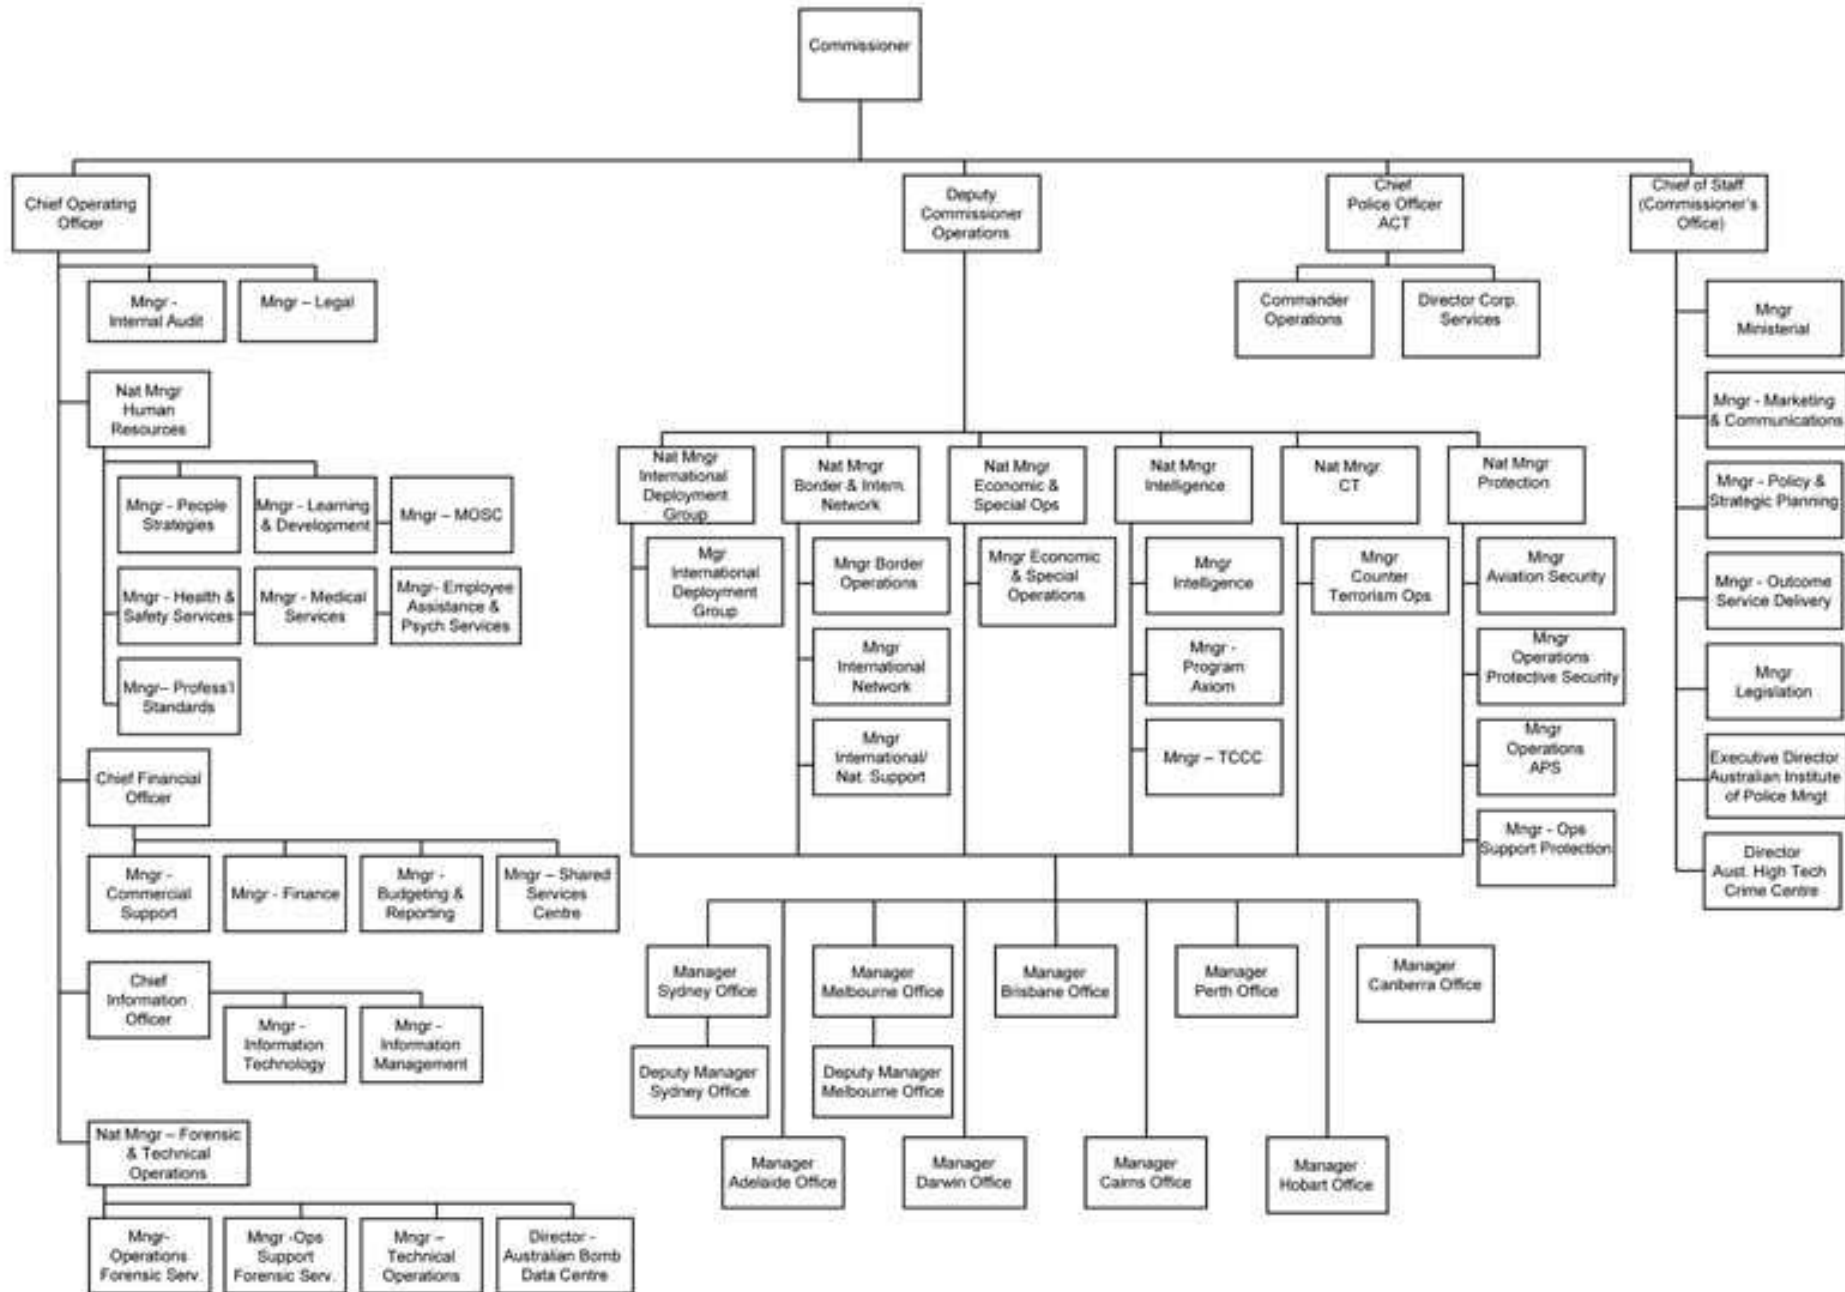 Commissioner
Chief Operating
Officer
Deputy
Commissioner
Operations
Chief
Police Officer
ACT
Chief of Staff
(Commissioner's
Office)
Mngr -
Internal Audit
Mngr – Legal
Commander
Operations
Director Corp.
Services
Mngr
Ministerial
Nat Mngr
Human
Resources
Mngr - Marketing
& Communications
Nat Mngr
International
Deployment
Group
Nat Mngr
Border & Intern.
Network
Nat Mngr
Economic &
Special Ops
Nat Mngr
Intelligence
Nat Mngr
CT
Nat Mngr
Protection
Mngr - Policy &
Strategic Planning
Mngr - People
Strategies
Mngr - Learning
& Development
Mngr – MOSC
Mgr
International
Deployment
Group
Mngr Border
Operations
Mngr Economic
& Special
Operations
Mngr
Intelligence
Mngr
Counter
Terrorism Ops
Mngr
Aviation Security
Mngr - Outcome
Service Delivery
Mngr - Health &
Safety Services
Mngr - Medical
Services
Mngr- Employee
Assistance &
Psych Services
Mngr
International
Network
Mngr -
Program
Axiom
Mngr
Operations
Protective Security
Mngr
Legislation
Mngr– Profess'l
Standards
Mngr
International/
Nat. Support
Mngr – TCCC
Mngr
Operations
APS
Executive Director
Australian Institute
of Police Mngt
Chief Financial
Officer
Mngr - Ops
Support Protection
Director
Aust. High Tech
Crime Centre
Mngr -
Commercial
Support
Mngr - Finance
Mngr -
Budgeting &
Reporting
Mngr – Shared
Services
Centre
Manager
Sydney Office
Manager
Melbourne Office
Manager
Brisbane Office
Manager
Perth Office
Manager
Canberra Office
Chief
Information
Officer
Mngr -
Information
Technology
Mngr -
Information
Management
Deputy Manager
Sydney Office
Deputy Manager
Melbourne Office
Nat Mngr – Forensic
& Technical
Operations
Manager
Adelaide Office
Manager
Darwin Office
Manager
Cairns Office
Manager
Hobart Office
Mngr-
Operations
Forensic Serv.
Mngr -Ops
Support
Forensic Serv.
Mngr –
Technical
Operations
Director -
Australian Bomb
Data Centre